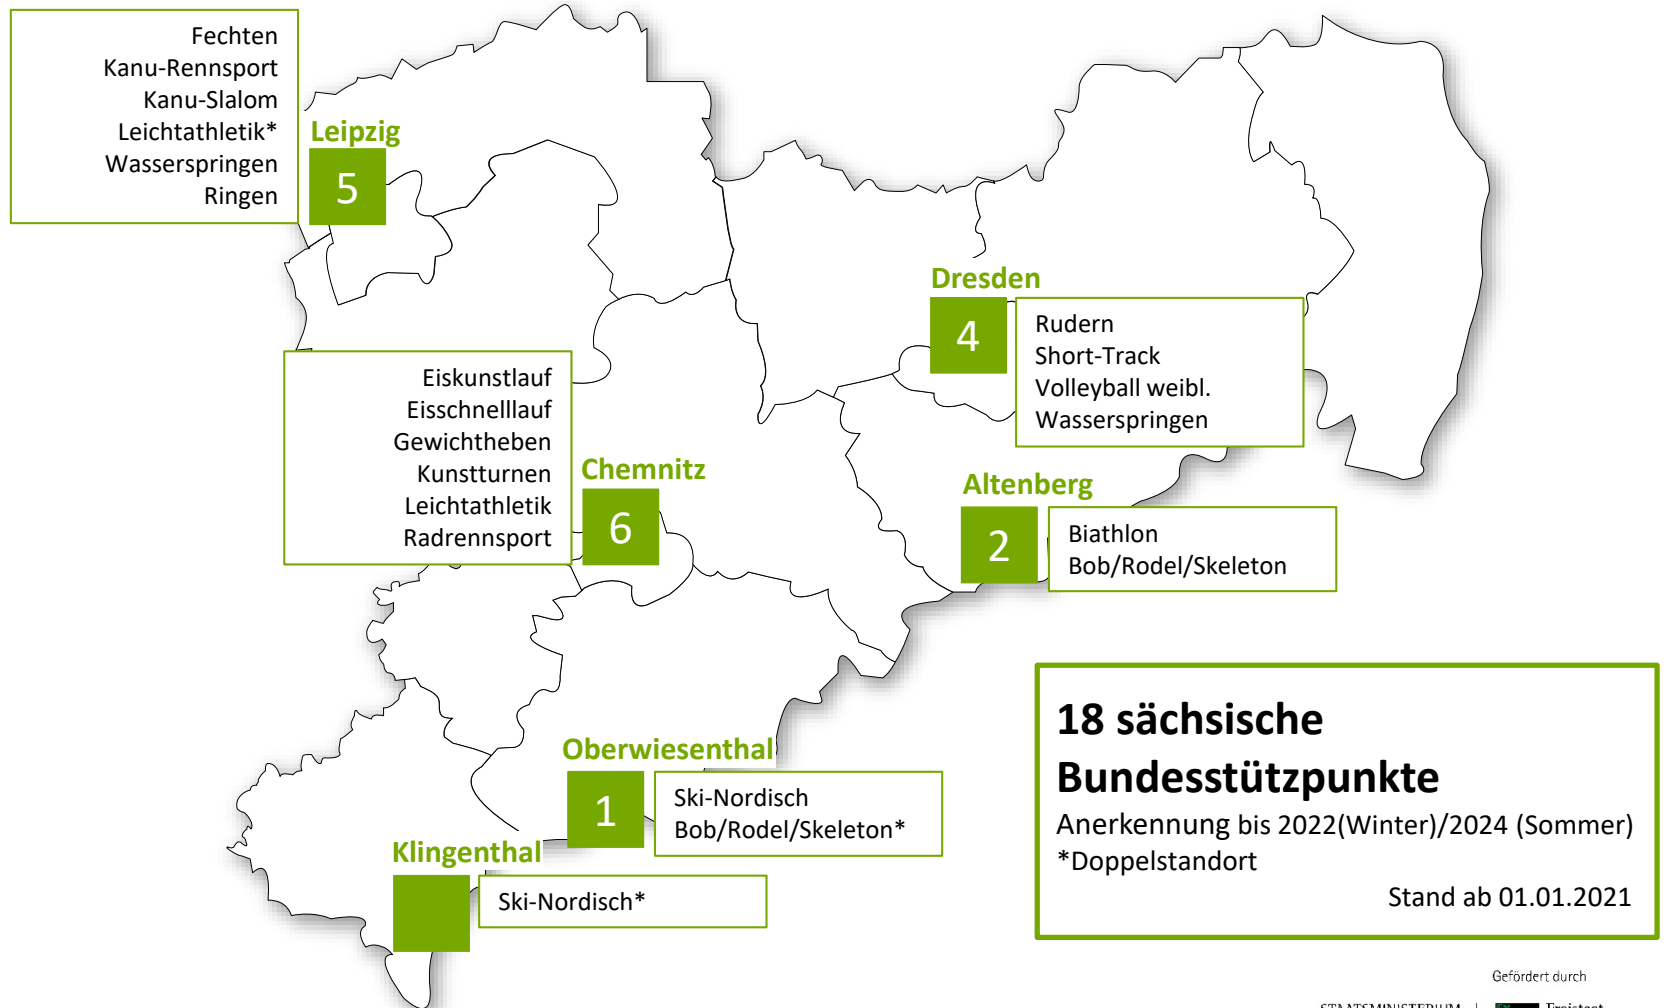 Fechten
Kanu-Rennsport
Kanu-Slalom
Leichtathletik*
Wasserspringen
Ringen
Leipzig
5
Dresden
4
Rudern
Short-Track
Volleyball weibl.
Wasserspringen
Eiskunstlauf
Eisschnelllauf
Gewichtheben
Kunstturnen
Leichtathletik
Radrennsport
Chemnitz
6
Altenberg
2
Biathlon
Bob/Rodel/Skeleton
Oberwiesenthal
1
Ski-Nordisch
Bob/Rodel/Skeleton*
Klingenthal
Ski-Nordisch*
18 sächsische
Bundesstützpunkte
Anerkennung bis 2022(Winter)/2024 (Sommer)
*Doppelstandort
Stand ab 01.01.2021
Gefördert durch